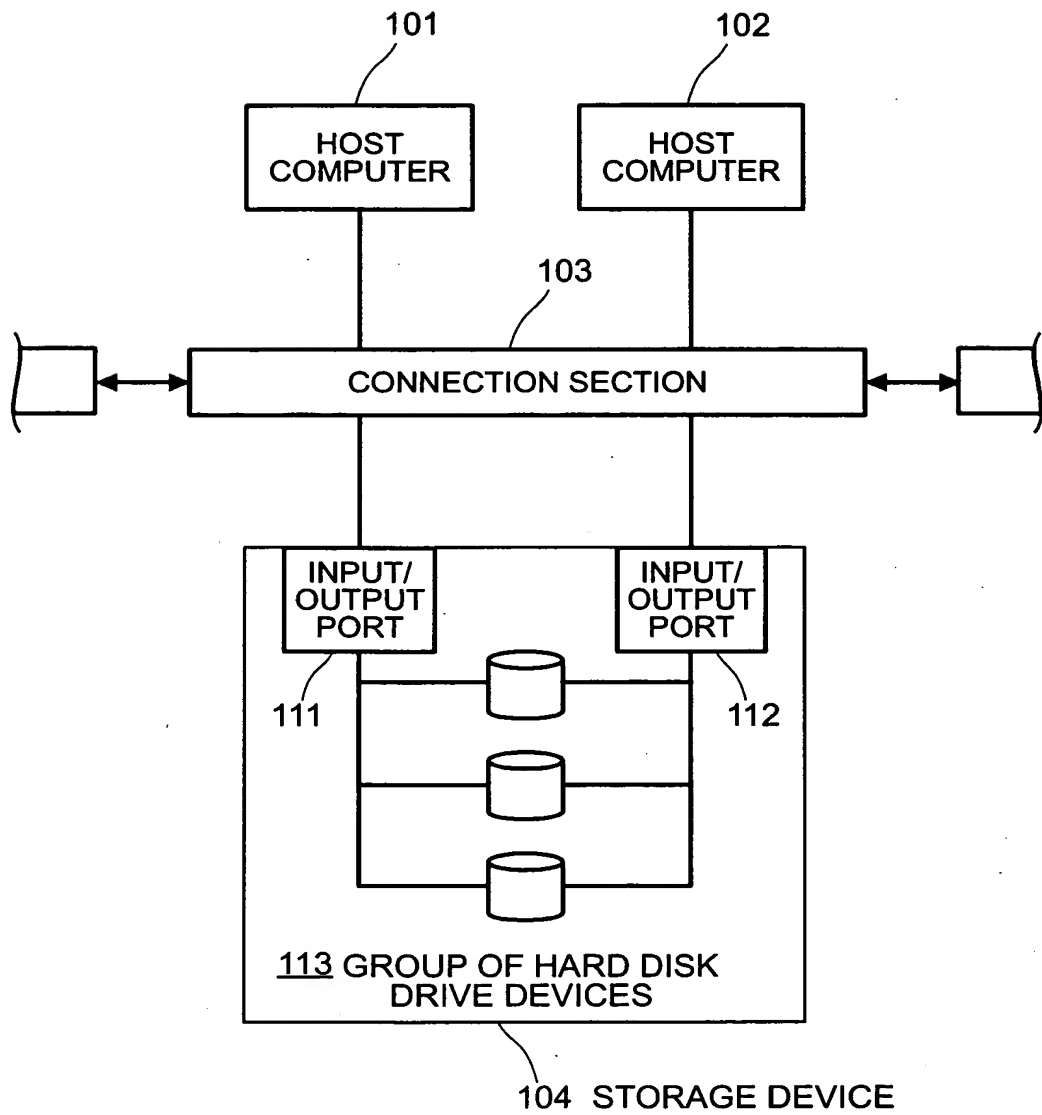 101
102
HOST
COMPUTER
HOST
COMPUTER
103
CONNECTION SECTION
INPUT/
OUTPUT
PORT
INPUT/
OUTPUT
PORT
111
112
113 GROUP OF HARD DISK
DRIVE DEVICES
104 STORAGE DEVICE